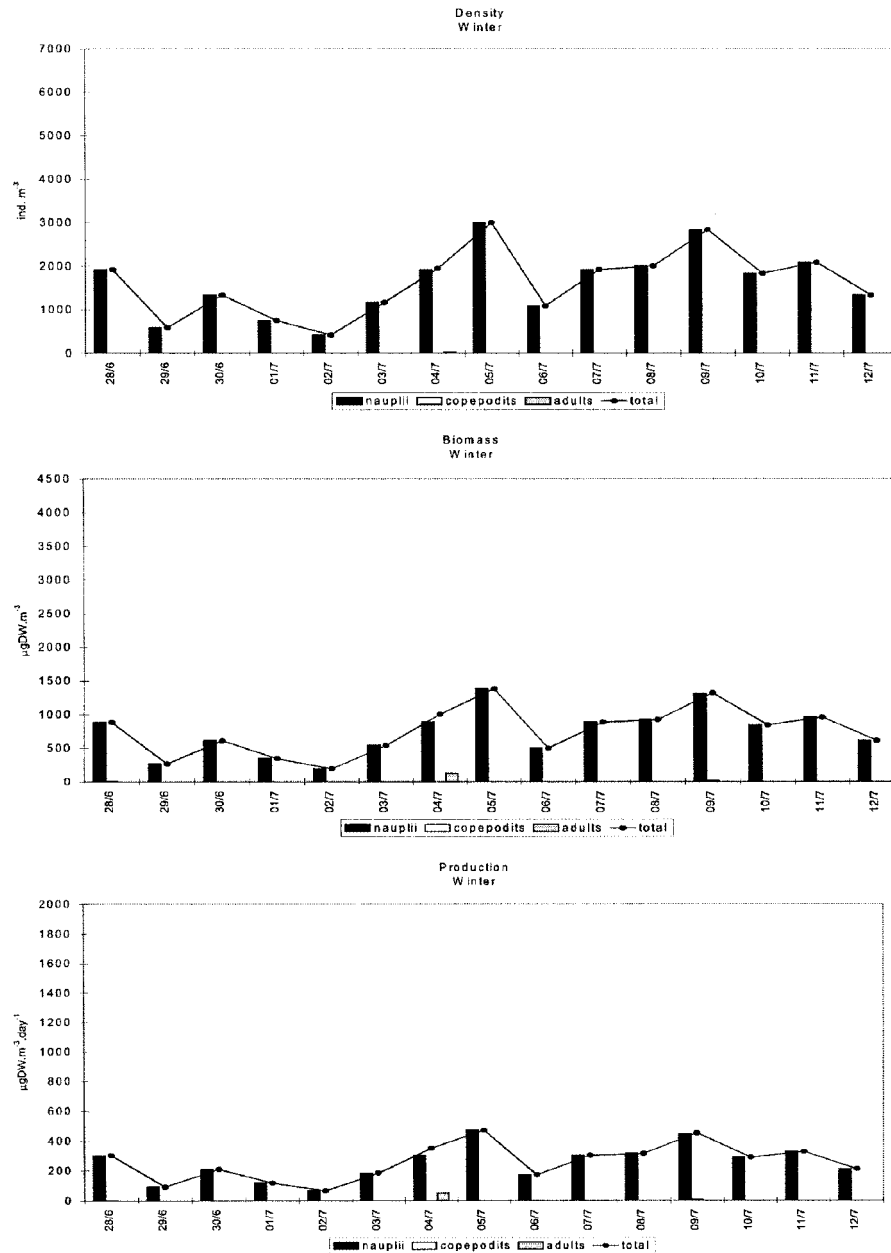 Density
Winter
7000
6000
5000
4000
3000
2000
1000
0
ind. m⁻³
28/6 29/6 30/6 01/7 02/7 03/7 04/7 05/7 06/7 07/7 08/7 09/7 10/7 11/7 12/7
nauplii copepodits adults total
Biomass
Winter
4500
4000
3500
3000
2500
2000
1500
1000
500
0
µgDW.m⁻³
28/6 29/6 30/6 01/7 02/7 03/7 04/7 05/7 06/7 07/7 08/7 09/7 10/7 11/7 12/7
nauplii copepodits adults total
Production
Winter
2000
1800
1600
1400
1200
1000
800
600
400
200
0
µgDW.m⁻³.day⁻¹
28/6 29/6 30/6 01/7 02/7 03/7 04/7 05/7 06/7 07/7 08/7 09/7 10/7 11/7 12/7
nauplii copepodits adults total